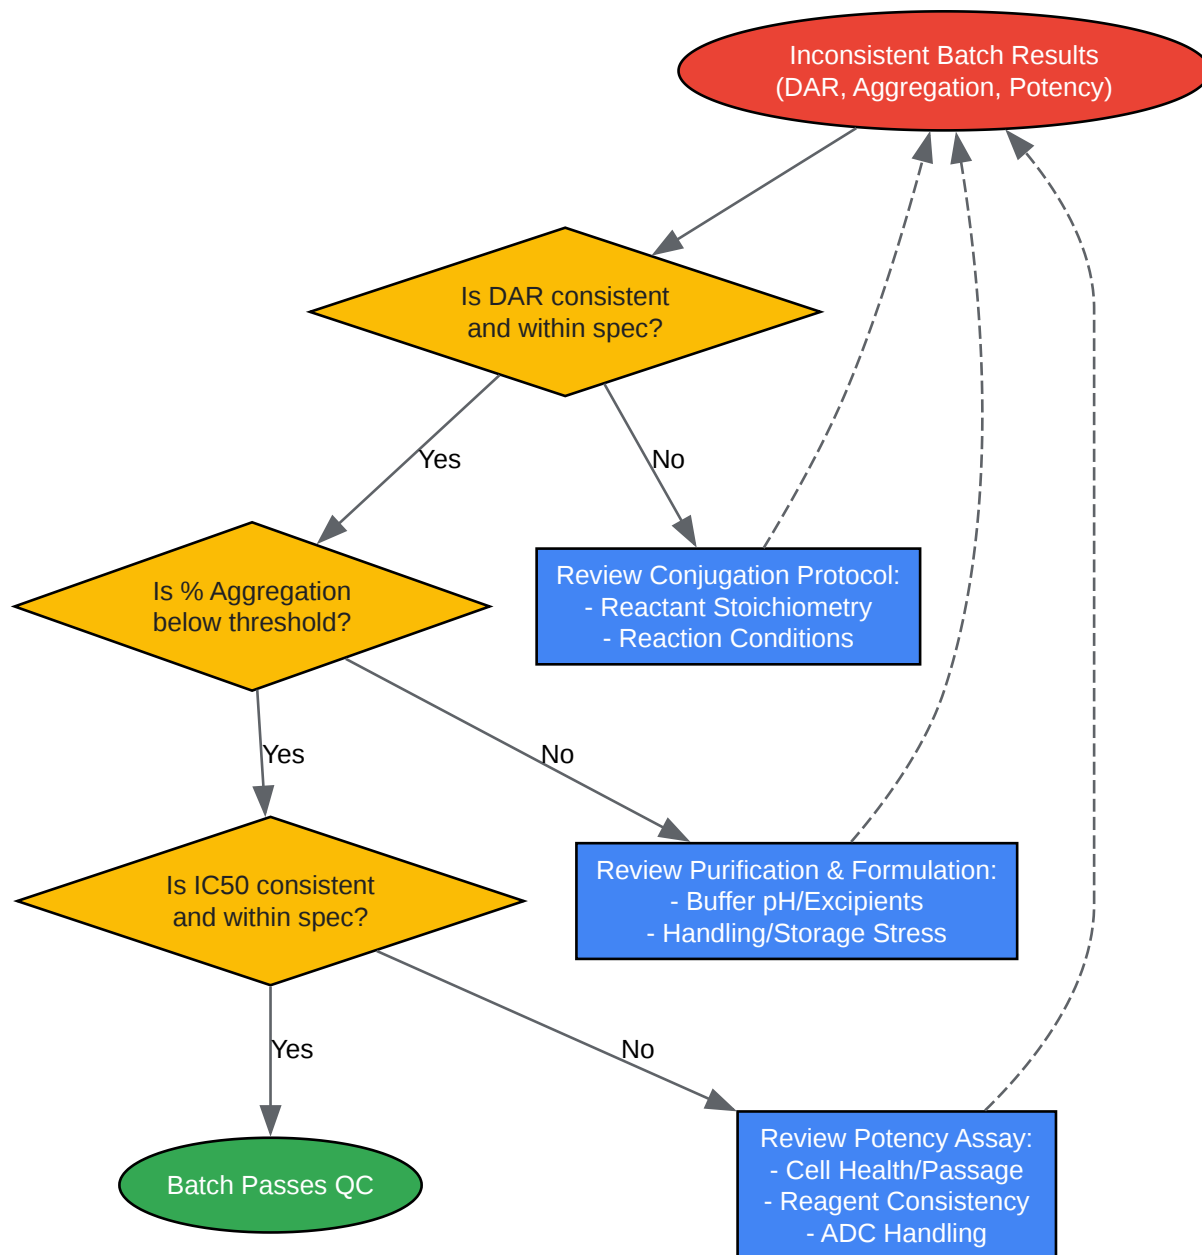 Inconsistent Batch Results
(DAR, Aggregation, Potency)
Is DAR consistent
and within spec?
Yes
No
Is % Aggregation
below threshold?
Review Conjugation Protocol:
- Reactant Stoichiometry
- Reaction Conditions
Yes
No
Is IC50 consistent
and within spec?
Review Purification & Formulation:
- Buffer pH/Excipients
- Handling/Storage Stress
Yes
No
Batch Passes QC
Review Potency Assay:
- Cell Health/Passage
- Reagent Consistency
- ADC Handling